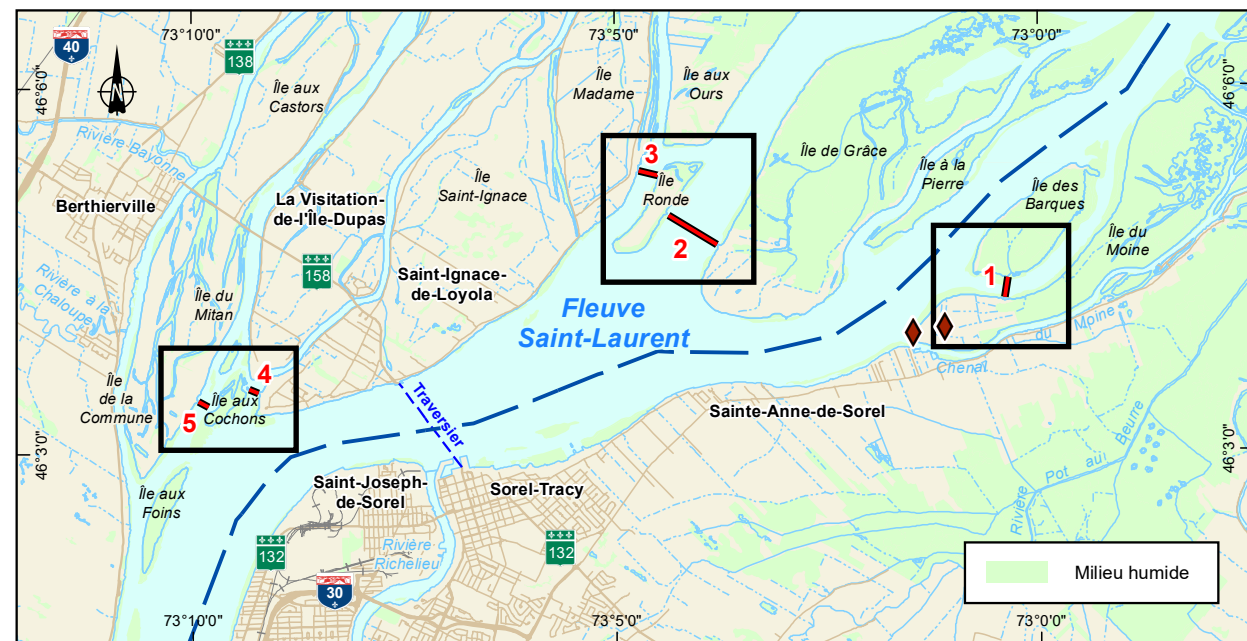 73°10'0"
73°5'0"
73°0'0"
40
138
Île aux
Castors
Île
Madame
Île aux
Ours
46°6'0"
46°6'0"
Rivière Bayonne
Île de Grâce
3
Île
Ronde
Île à la
Pierre
Île
Saint-Ignace
Île des
Barques
Berthierville
La Visitation-
de-l'Île-Dupas
2
Île du
Moine
158
Saint-Ignace-
de-Loyola
1
Rivière à la
Chaloupe
Île du
Mitan
Fleuve
Saint-Laurent
Chenal du Moine
4
Île
de la
Commune
5
Île aux
Cochons
Traversier
Sainte-Anne-de-Sorel
46°3'0"
46°3'0"
Saint-Joseph-
de-Sorel
Sorel-Tracy
Île aux
Foins
Rivière Pot au Beurre
132
Rivière
Richelieu
132
30
Milieu humide
73°10'0"
73°5'0"
73°0'0"